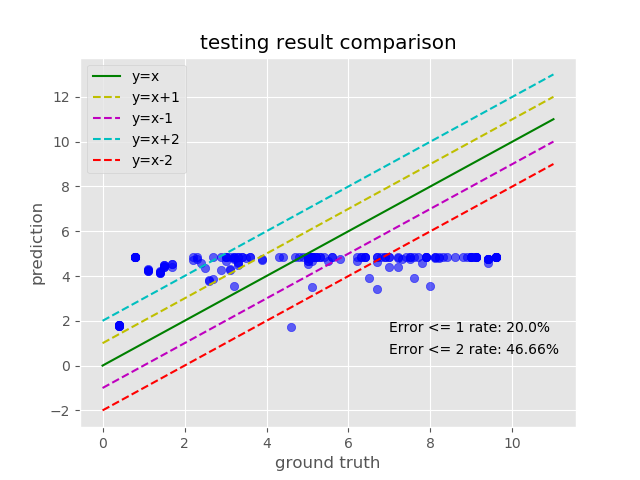 testing result comparison
y=x
y=x+1
y=x-1
y=x+2
y=x-2
12
10
8
6
4
2
0
−2
prediction
Error <= 1 rate: 20.0%
Error <= 2 rate: 46.66%
0 2 4 6 8 10
ground truth